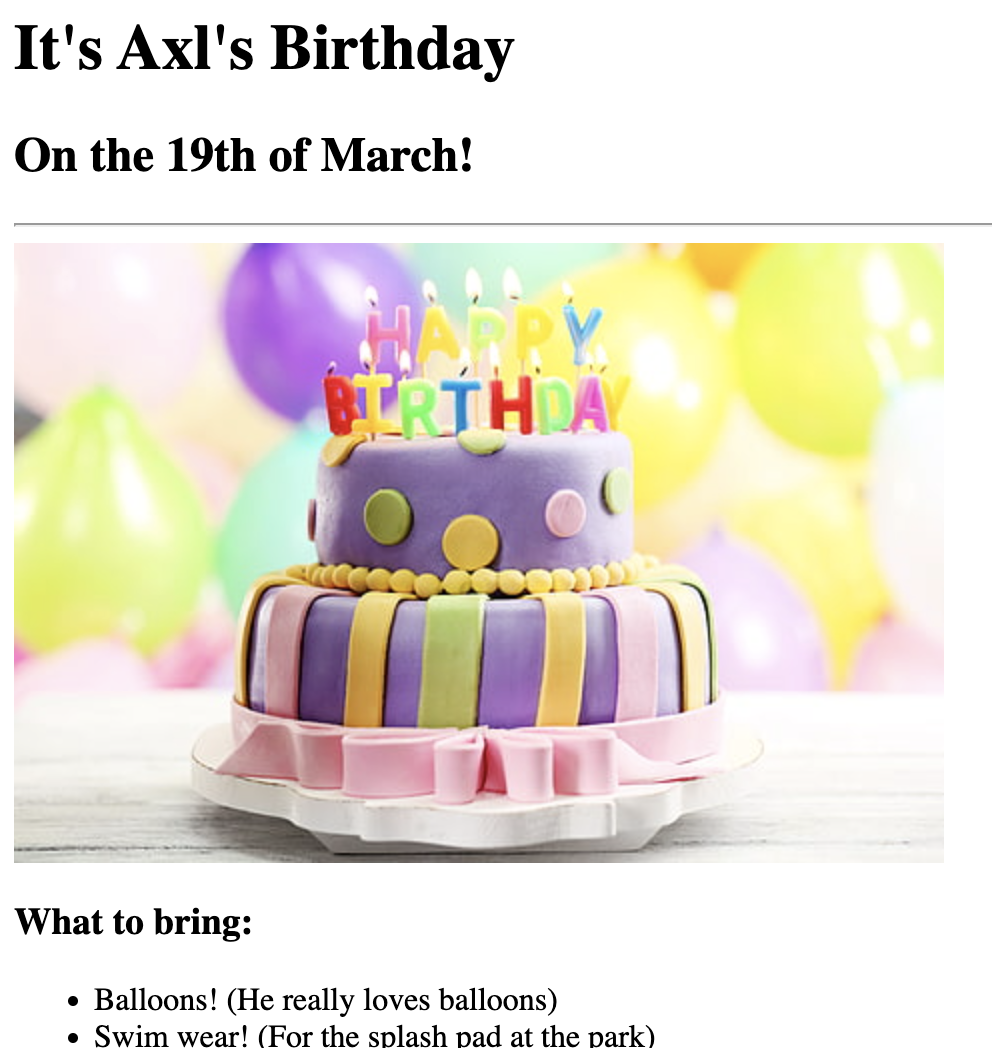 It's Axl's Birthday
On the 19th of March!
HAPPY
BIRTHDAY
What to bring:
Balloons! (He really loves balloons)
Swim wear! (For the splash pad at the park)